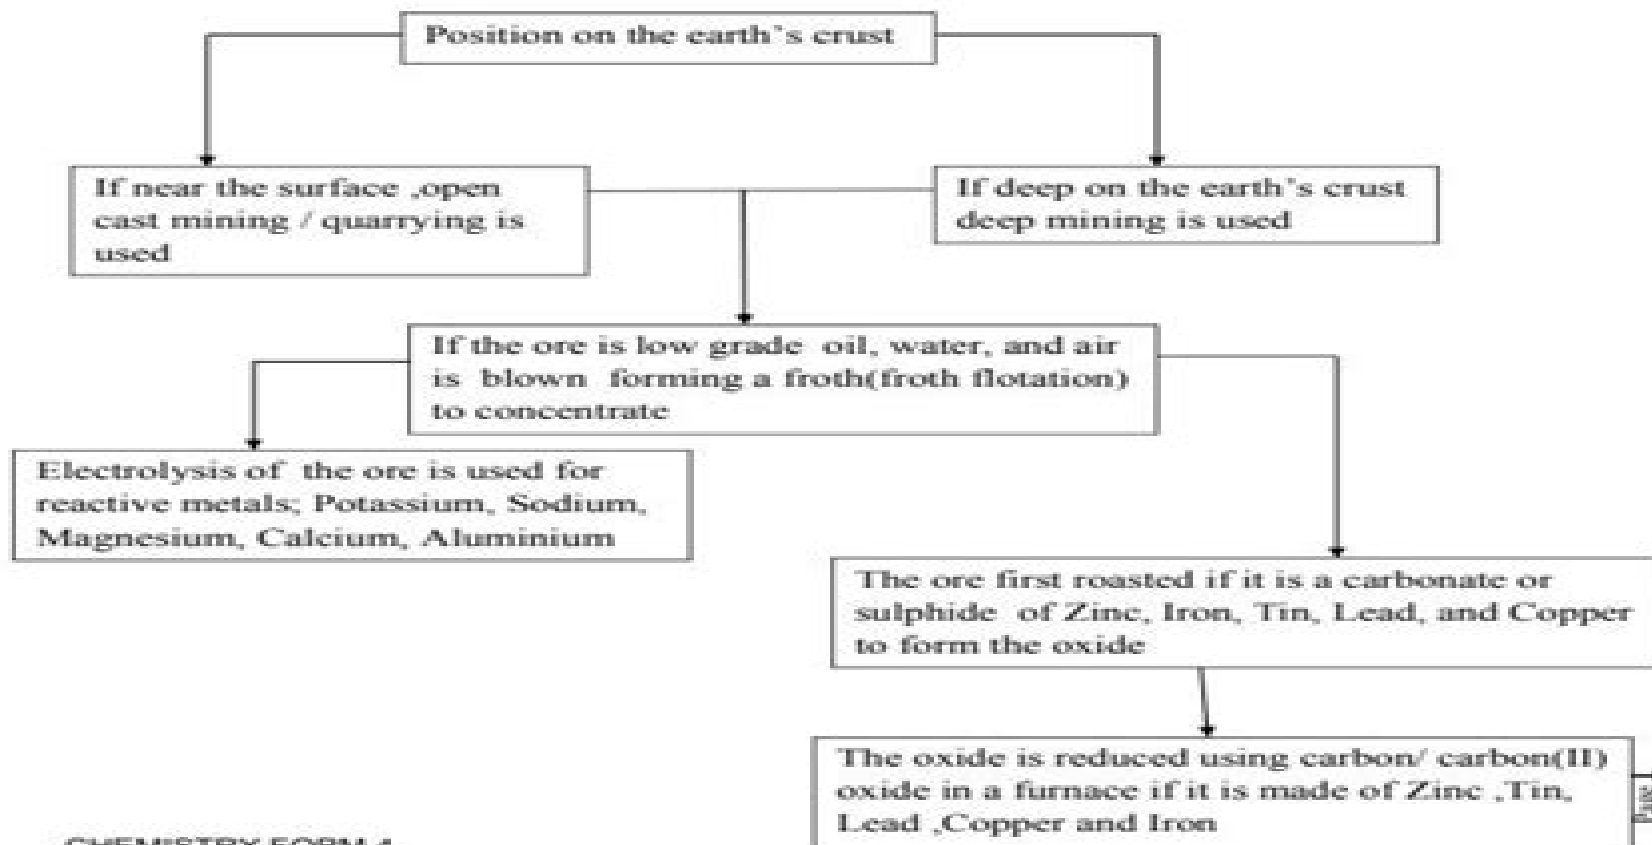 Position on the earth's crust
If near the surface ,open
cast mining / quarrying is
used
If deep on the earth's crust
deep mining is used
If the ore is low grade oil, water, and air
is blown forming a froth(froth flotation)
to concentrate
Electrolysis of the ore is used for
reactive metals; Potassium, Sodium,
Magnesium, Calcium, Aluminium
The ore first roasted if it is a carbonate or
sulphide of Zinc, Iron, Tin, Lead, and Copper
to form the oxide
The oxide is reduced using carbon/ carbon(II)
oxide in a furnace if it is made of Zinc ,Tin,
Lead ,Copper and Iron
CHEMISTRY FORM 4